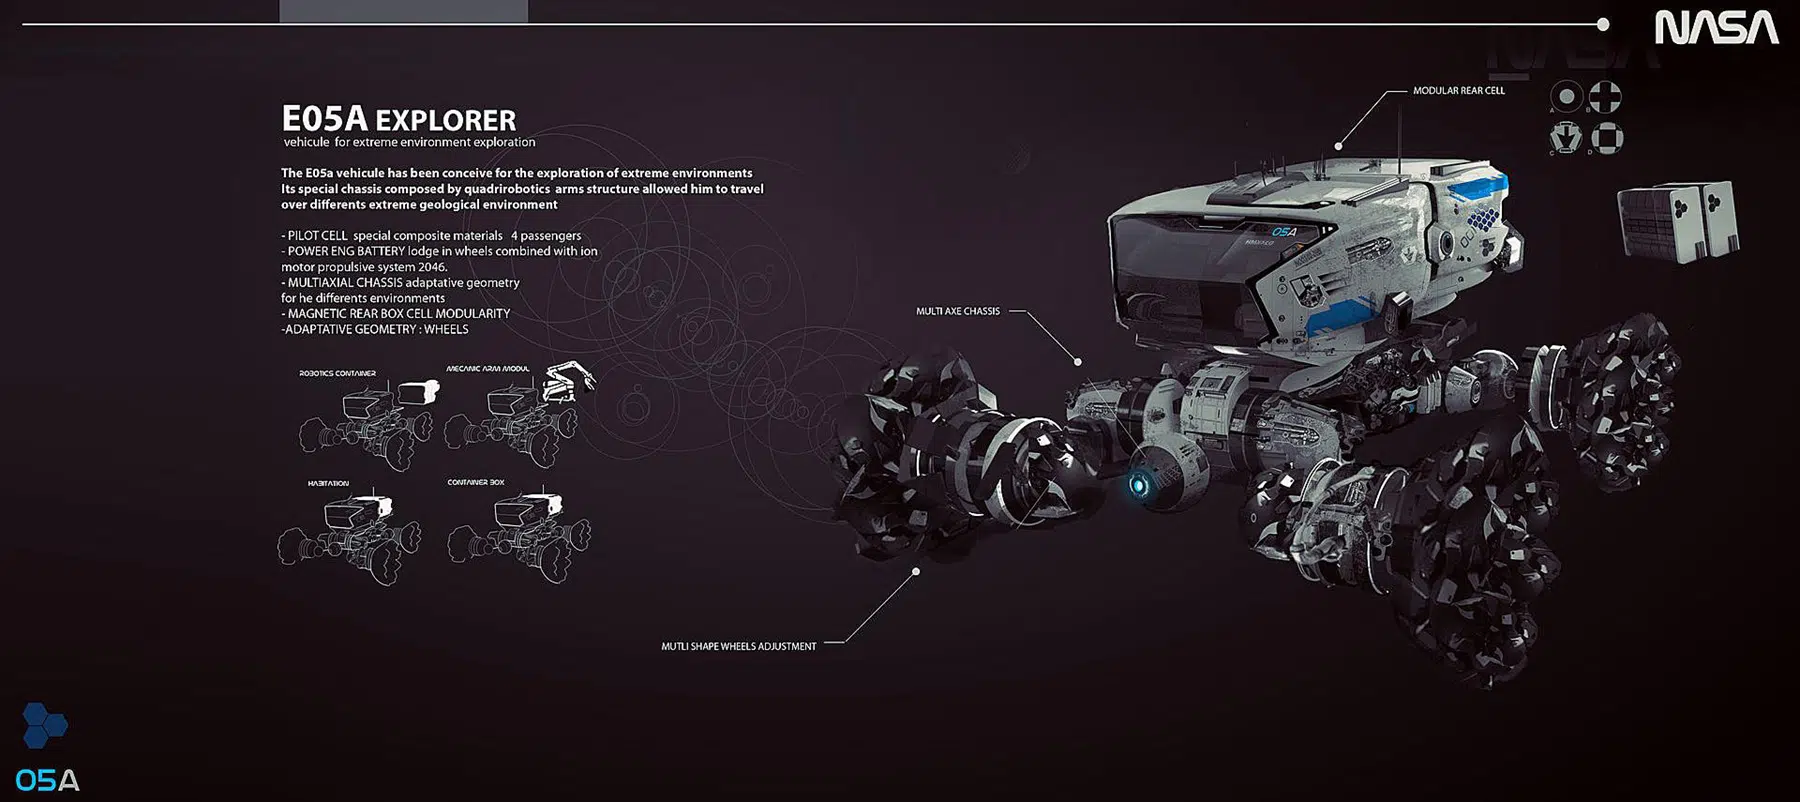 NASA
E05A EXPLORER
vehicule for extreme environment exploration
The E05a vehicule has been conceive for the exploration of extreme environments
Its special chassis composed by quadrirobotics arms structure allowed him to travel
over differents extreme geological environment
- PILOT CELL special composite materials 4 passengers
- POWER ENG BATTERY lodge in wheels combined with ion
motor propulsive system 2046.
- MULTIAXIAL CHASSIS adaptative geometry
for he differents environments
- MAGNETIC REAR BOX CELL MODULARITY
-ADAPTATIVE GEOMETRY : WHEELS
ROBOTICS CONTAINER
MECANIC ARM MODUL
HABITATION
CONTAINER BOX
MODULAR REAR CELL
A B
C D
05A
MULTI AXE CHASSIS
MUTLI SHAPE WHEELS ADJUSTMENT
05A